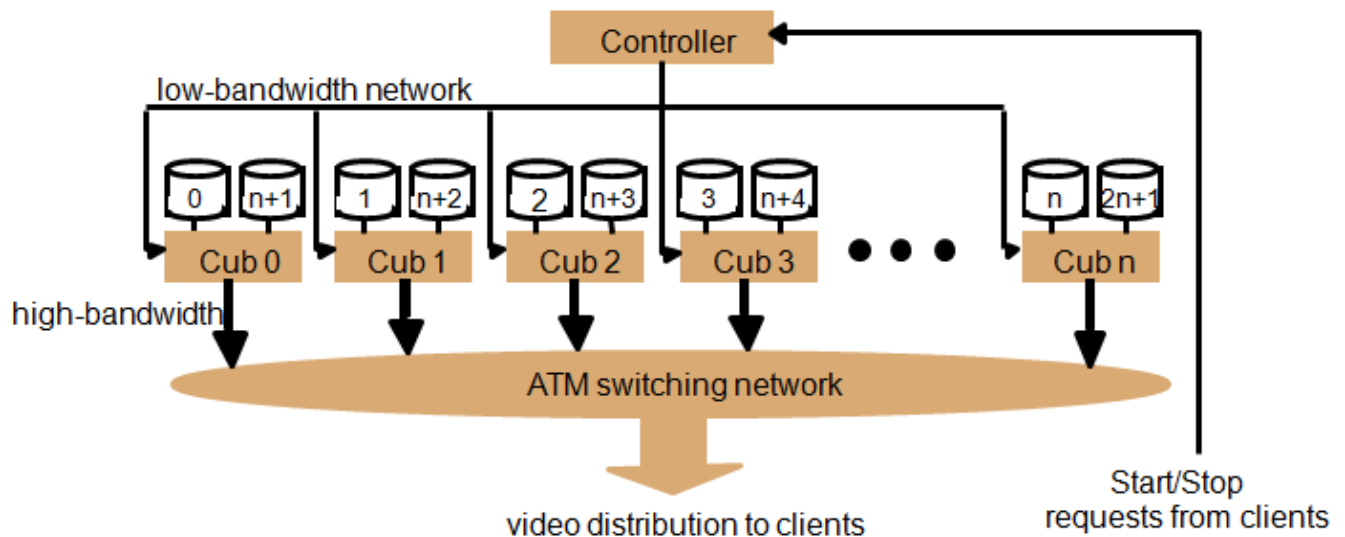 Controller
low-bandwidth network
0
n+1
1
n+2
2
n+3
3
n+4
n
2n+1
Cub 0
Cub 1
Cub 2
Cub 3
Cub n
high-bandwidth
ATM switching network
video distribution to clients
Start/Stop
requests from clients